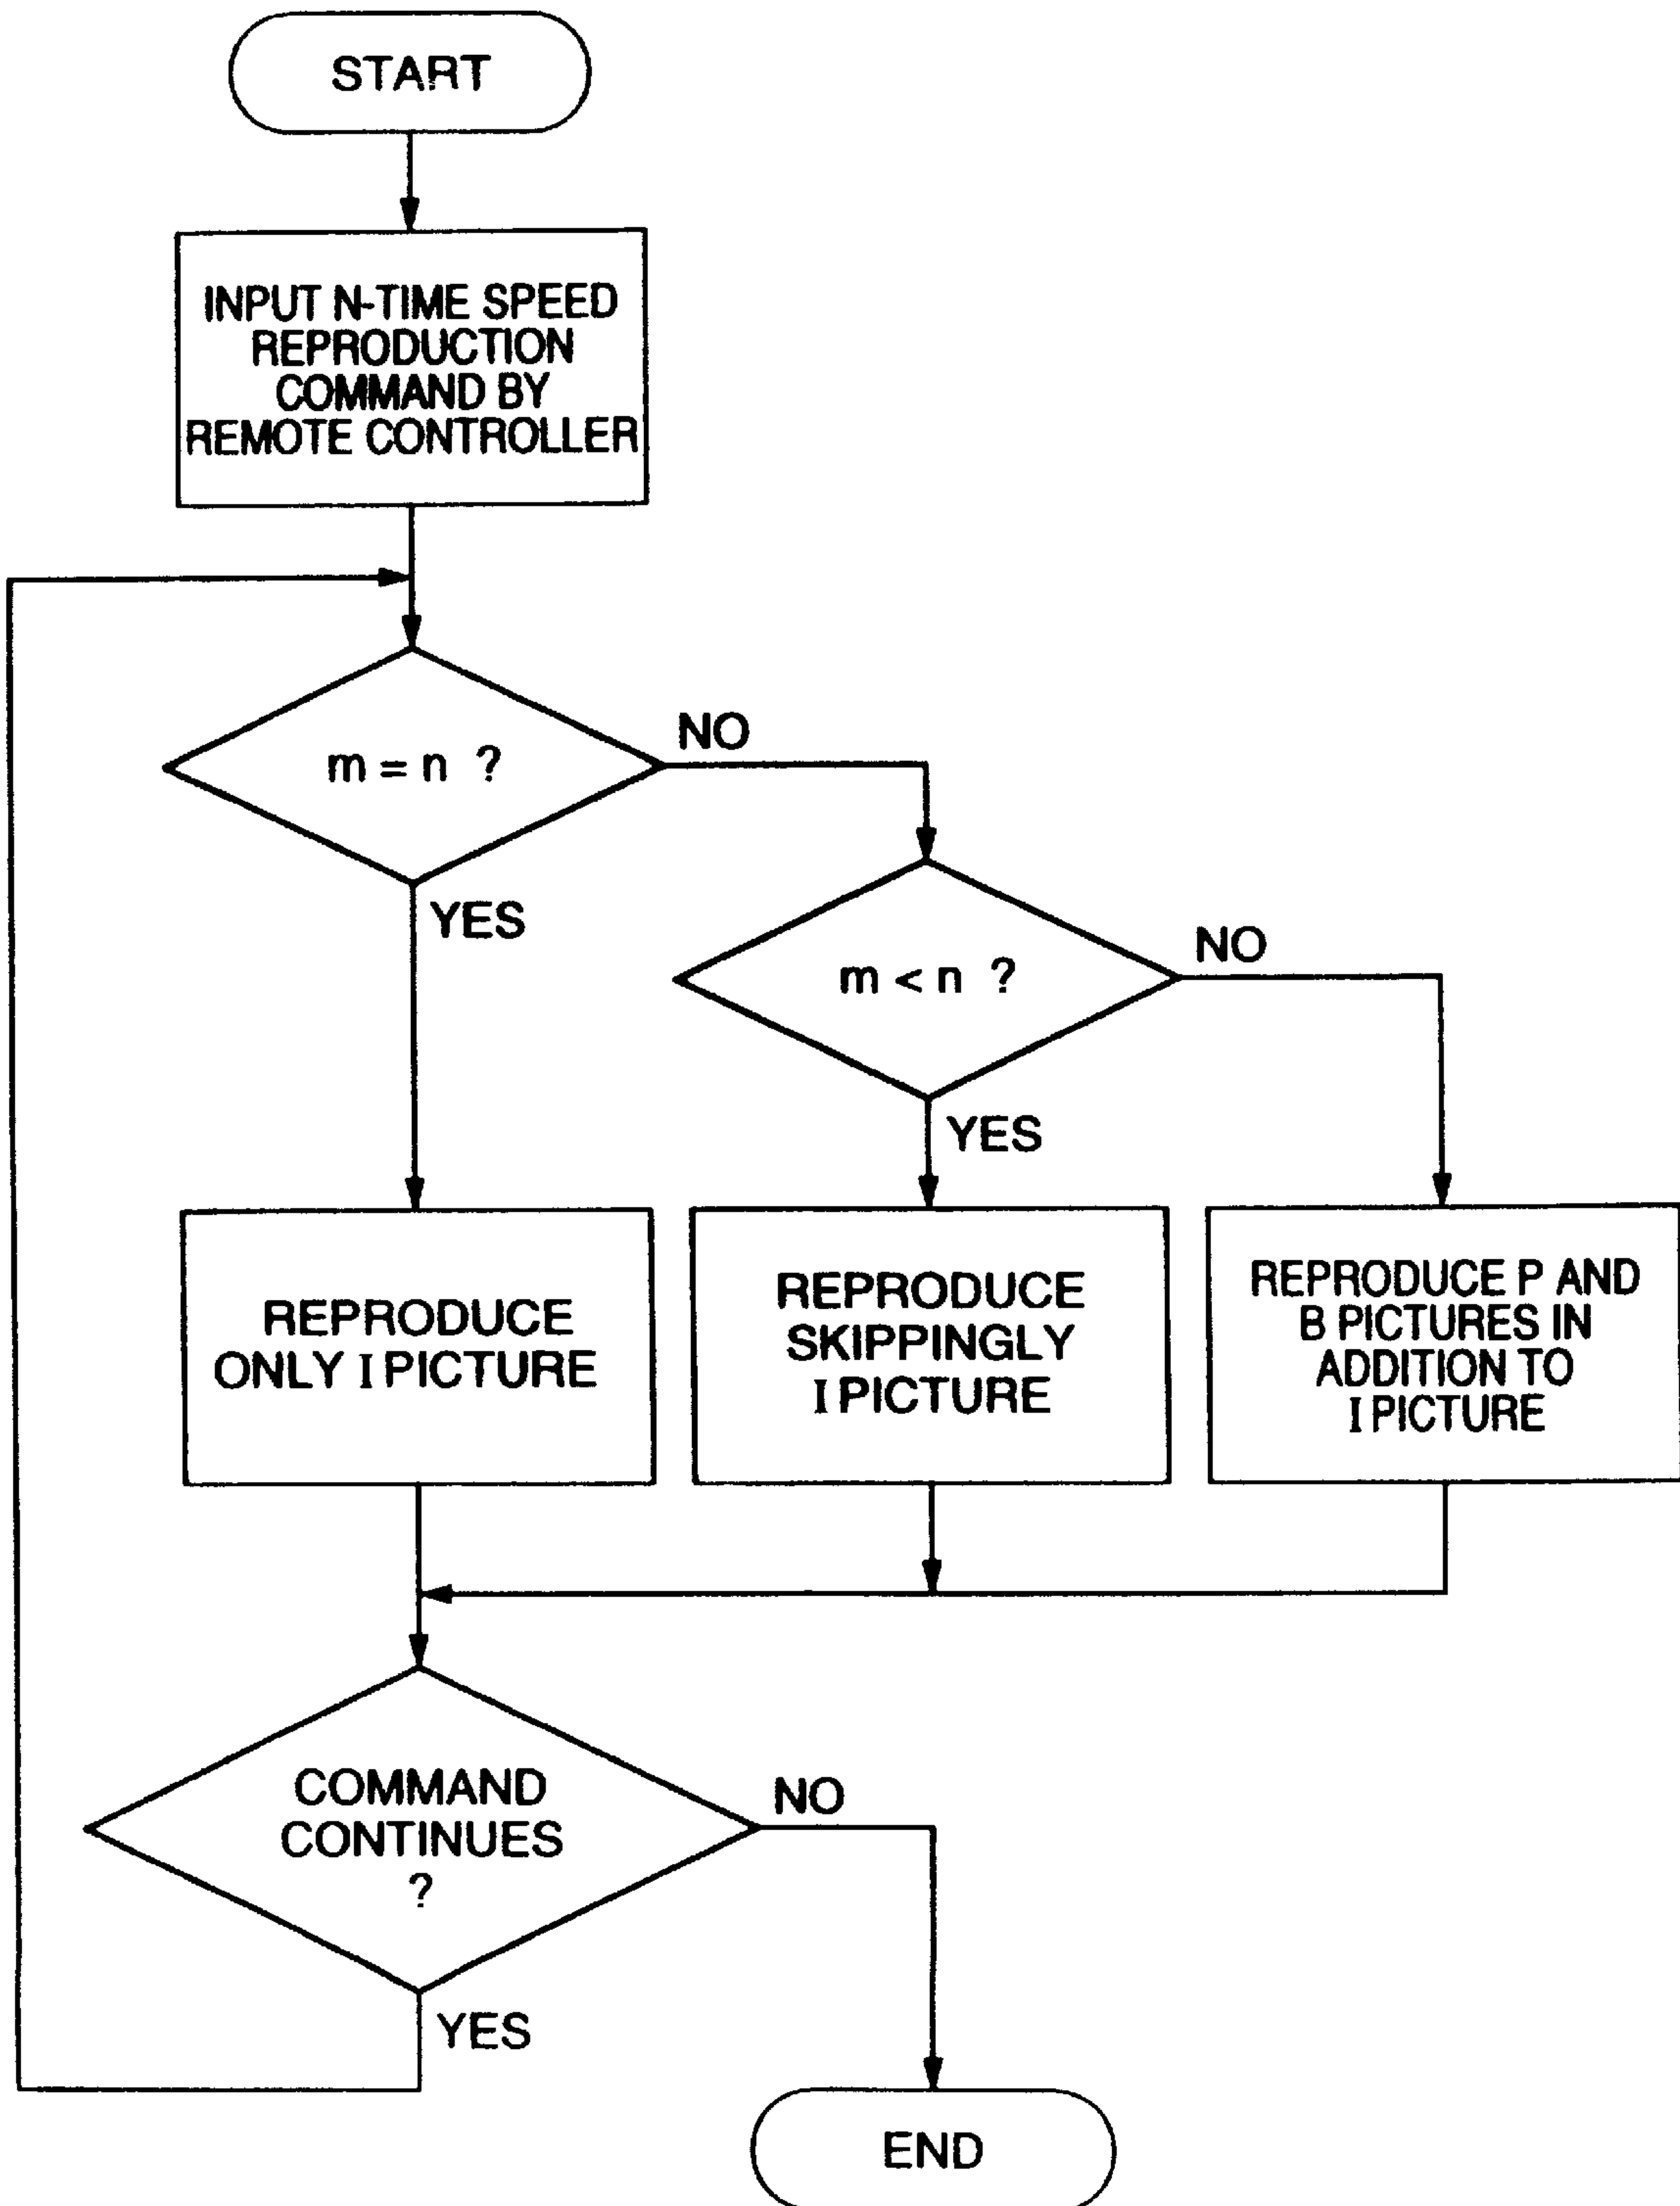 START
INPUT N-TIME SPEED
REPRODUCTION
COMMAND BY
REMOTE CONTROLLER
m = n ?
NO
YES
m < n ?
NO
YES
REPRODUCE
ONLY I PICTURE
REPRODUCE
SKIPPINGLY
I PICTURE
REPRODUCE P AND
B PICTURES IN
ADDITION TO
I PICTURE
COMMAND
CONTINUES
?
NO
YES
END